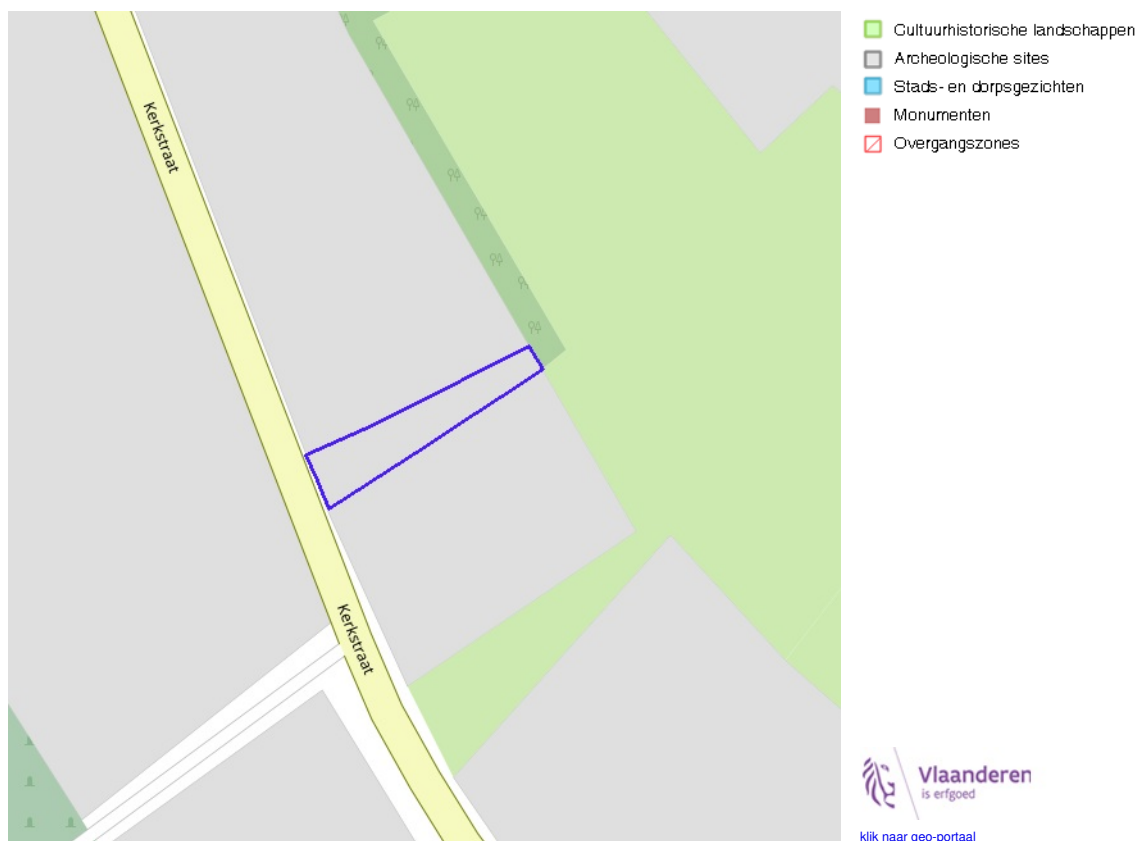 Kerkstraat
Kerkstraat
Cultuurhistorische landschappen
Archeologische sites
Stads- en dorpsgezichten
Monumenten
Overgangszones
Vlaanderen
is erfgoed
klik naar geo-portaal